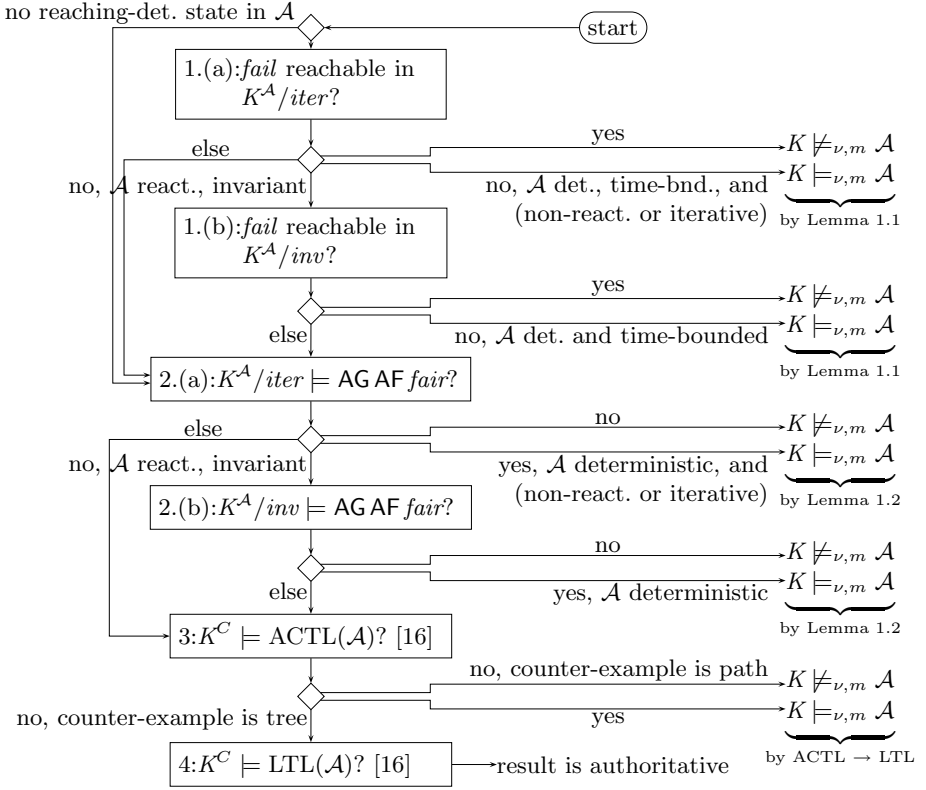 no reaching-det. state in 𝒜
start
1.(a):fail reachable in
K^𝒜/iter?
else
yes
K ⊭ν,m 𝒜
no, 𝒜 react., invariant
K ⊨ν,m 𝒜
no, 𝒜 det., time-bnd., and
(non-react. or iterative)
by Lemma 1.1
1.(b):fail reachable in
K^𝒜/inv?
yes
K ⊭ν,m 𝒜
else
K ⊨ν,m 𝒜
no, 𝒜 det. and time-bounded
by Lemma 1.1
2.(a):K^𝒜/iter ⊨ AG AF fair?
else
no
K ⊭ν,m 𝒜
no, 𝒜 react., invariant
K ⊨ν,m 𝒜
yes, 𝒜 deterministic, and
(non-react. or iterative)
by Lemma 1.2
2.(b):K^𝒜/inv ⊨ AG AF fair?
no
K ⊭ν,m 𝒜
else
K ⊨ν,m 𝒜
yes, 𝒜 deterministic
by Lemma 1.2
3:K^C ⊨ ACTL(𝒜)? [16]
no, counter-example is path
K ⊭ν,m 𝒜
no, counter-example is tree
yes
K ⊨ν,m 𝒜
by ACTL → LTL
4:K^C ⊨ LTL(𝒜)? [16]
result is authoritative